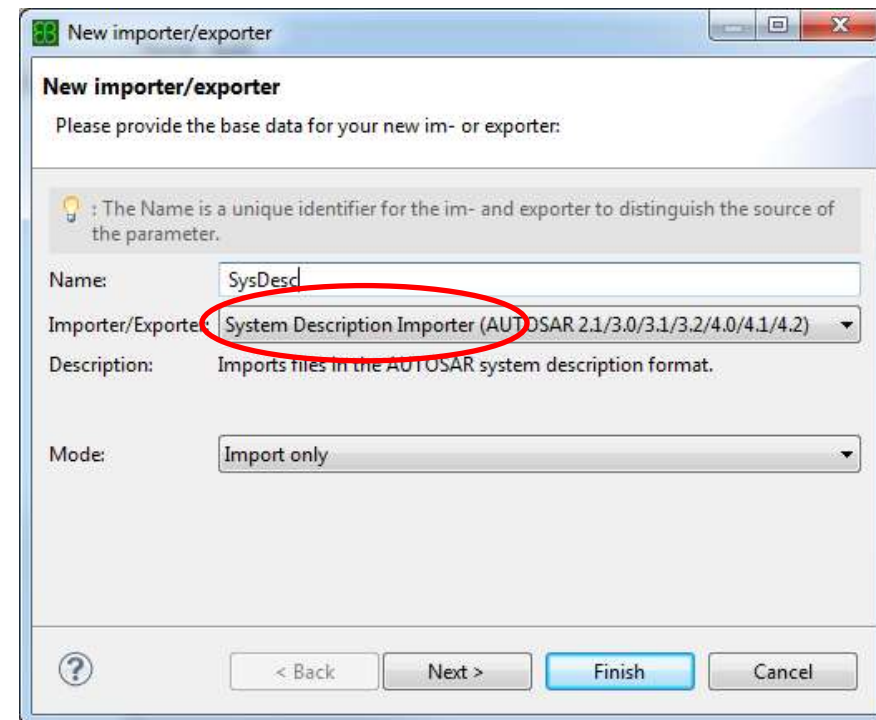 New importer/exporter
New importer/exporter
Please provide the base data for your new im- or exporter:
: The Name is a unique identifier for the im- and exporter to distinguish the source of
the parameter.
Name: SysDesc
Importer/Exporter: System Description Importer (AUTOSAR 2.1/3.0/3.1/3.2/4.0/4.1/4.2)
Description: Imports files in the AUTOSAR system description format.
Mode: Import only
? < Back Next > Finish Cancel